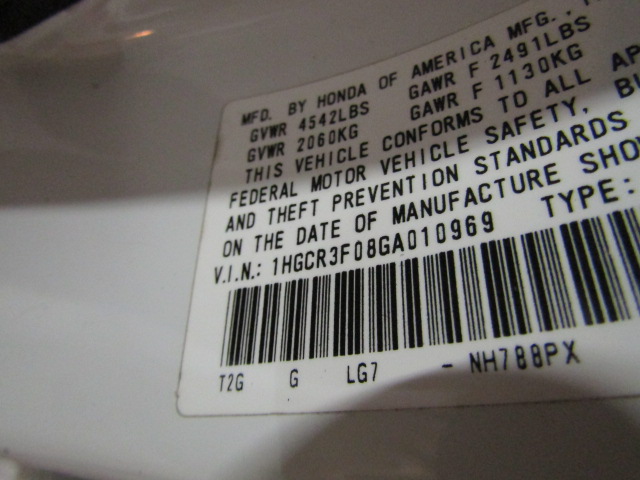 MFD. BY HONDA OF AMERICA MFG.,
GVWR 4542LBS GAWR F 2491LBS
GVWR 2060KG GAWR F 1130KG
THIS VEHICLE CONFORMS TO ALL AP
FEDERAL MOTOR VEHICLE SAFETY, B
AND THEFT PREVENTION STANDARDS
ON THE DATE OF MANUFACTURE SHO
V.I.N.: 1HGCR3F08GA010969 TYPE:
T2G G LG7 - NH788PX